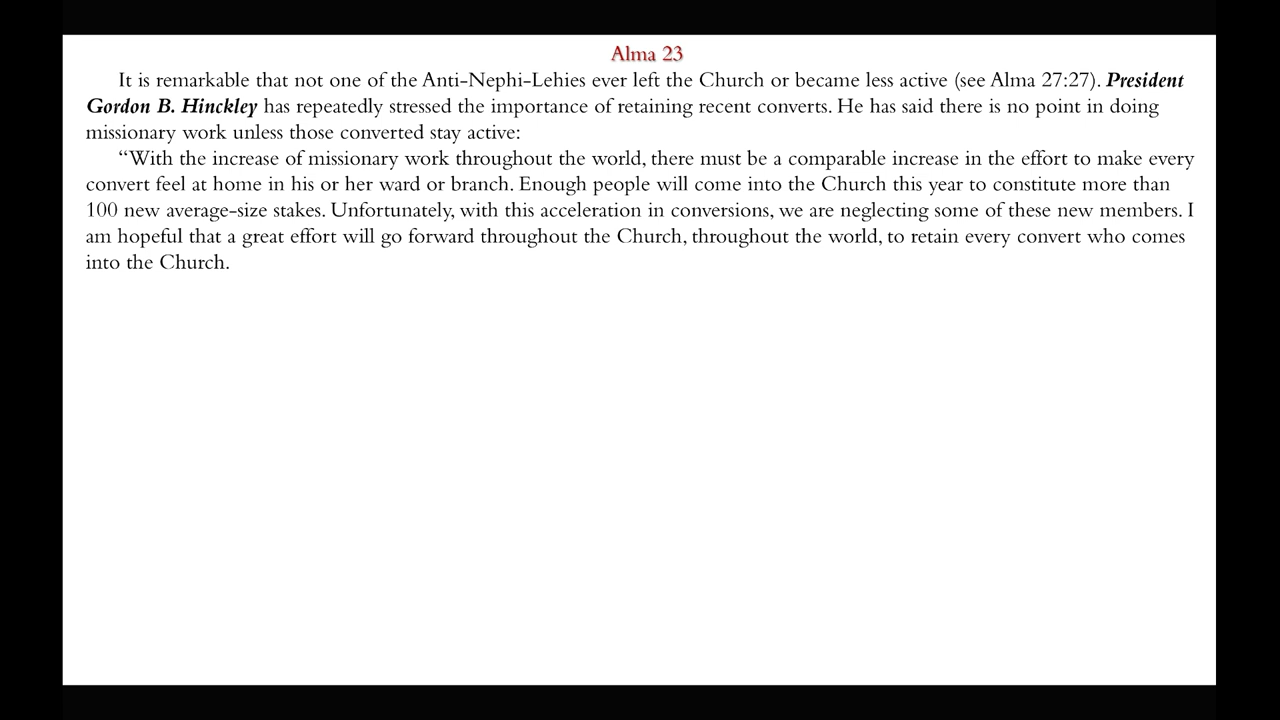 Alma 23
It is remarkable that not one of the Anti-Nephi-Lehies ever left the Church or became less active (see Alma 27:27). President
Gordon B. Hinckley has repeatedly stressed the importance of retaining recent converts. He has said there is no point in doing
missionary work unless those converted stay active:
“With the increase of missionary work throughout the world, there must be a comparable increase in the effort to make every
convert feel at home in his or her ward or branch. Enough people will come into the Church this year to constitute more than
100 new average-size stakes. Unfortunately, with this acceleration in conversions, we are neglecting some of these new members. I
am hopeful that a great effort will go forward throughout the Church, throughout the world, to retain every convert who comes
into the Church.